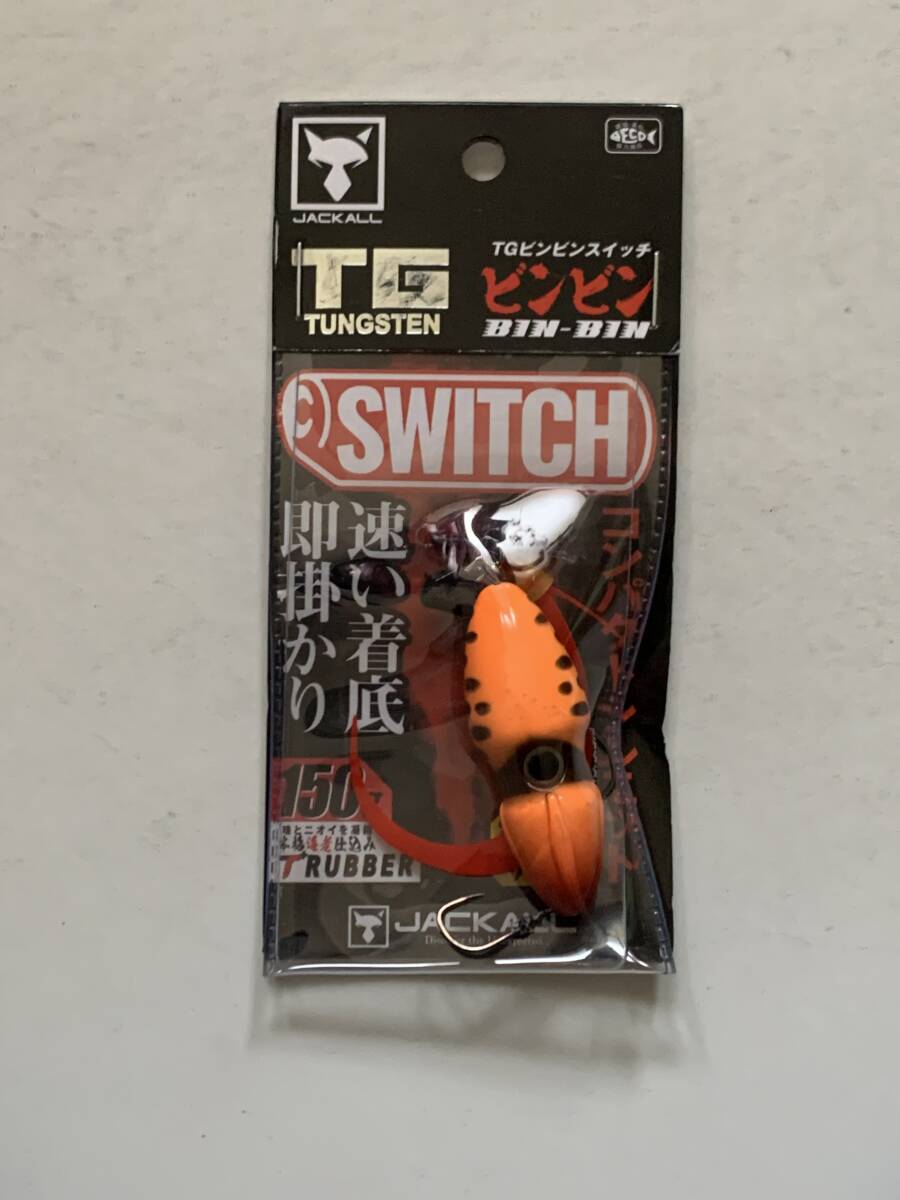 JACKALL
ECO
TG
TUNGSTEN
TGビンビンスイッチ
ビンビン
BIN-BIN
SWITCH
速い着底
即掛かり
150
RUBBER
JACKALL